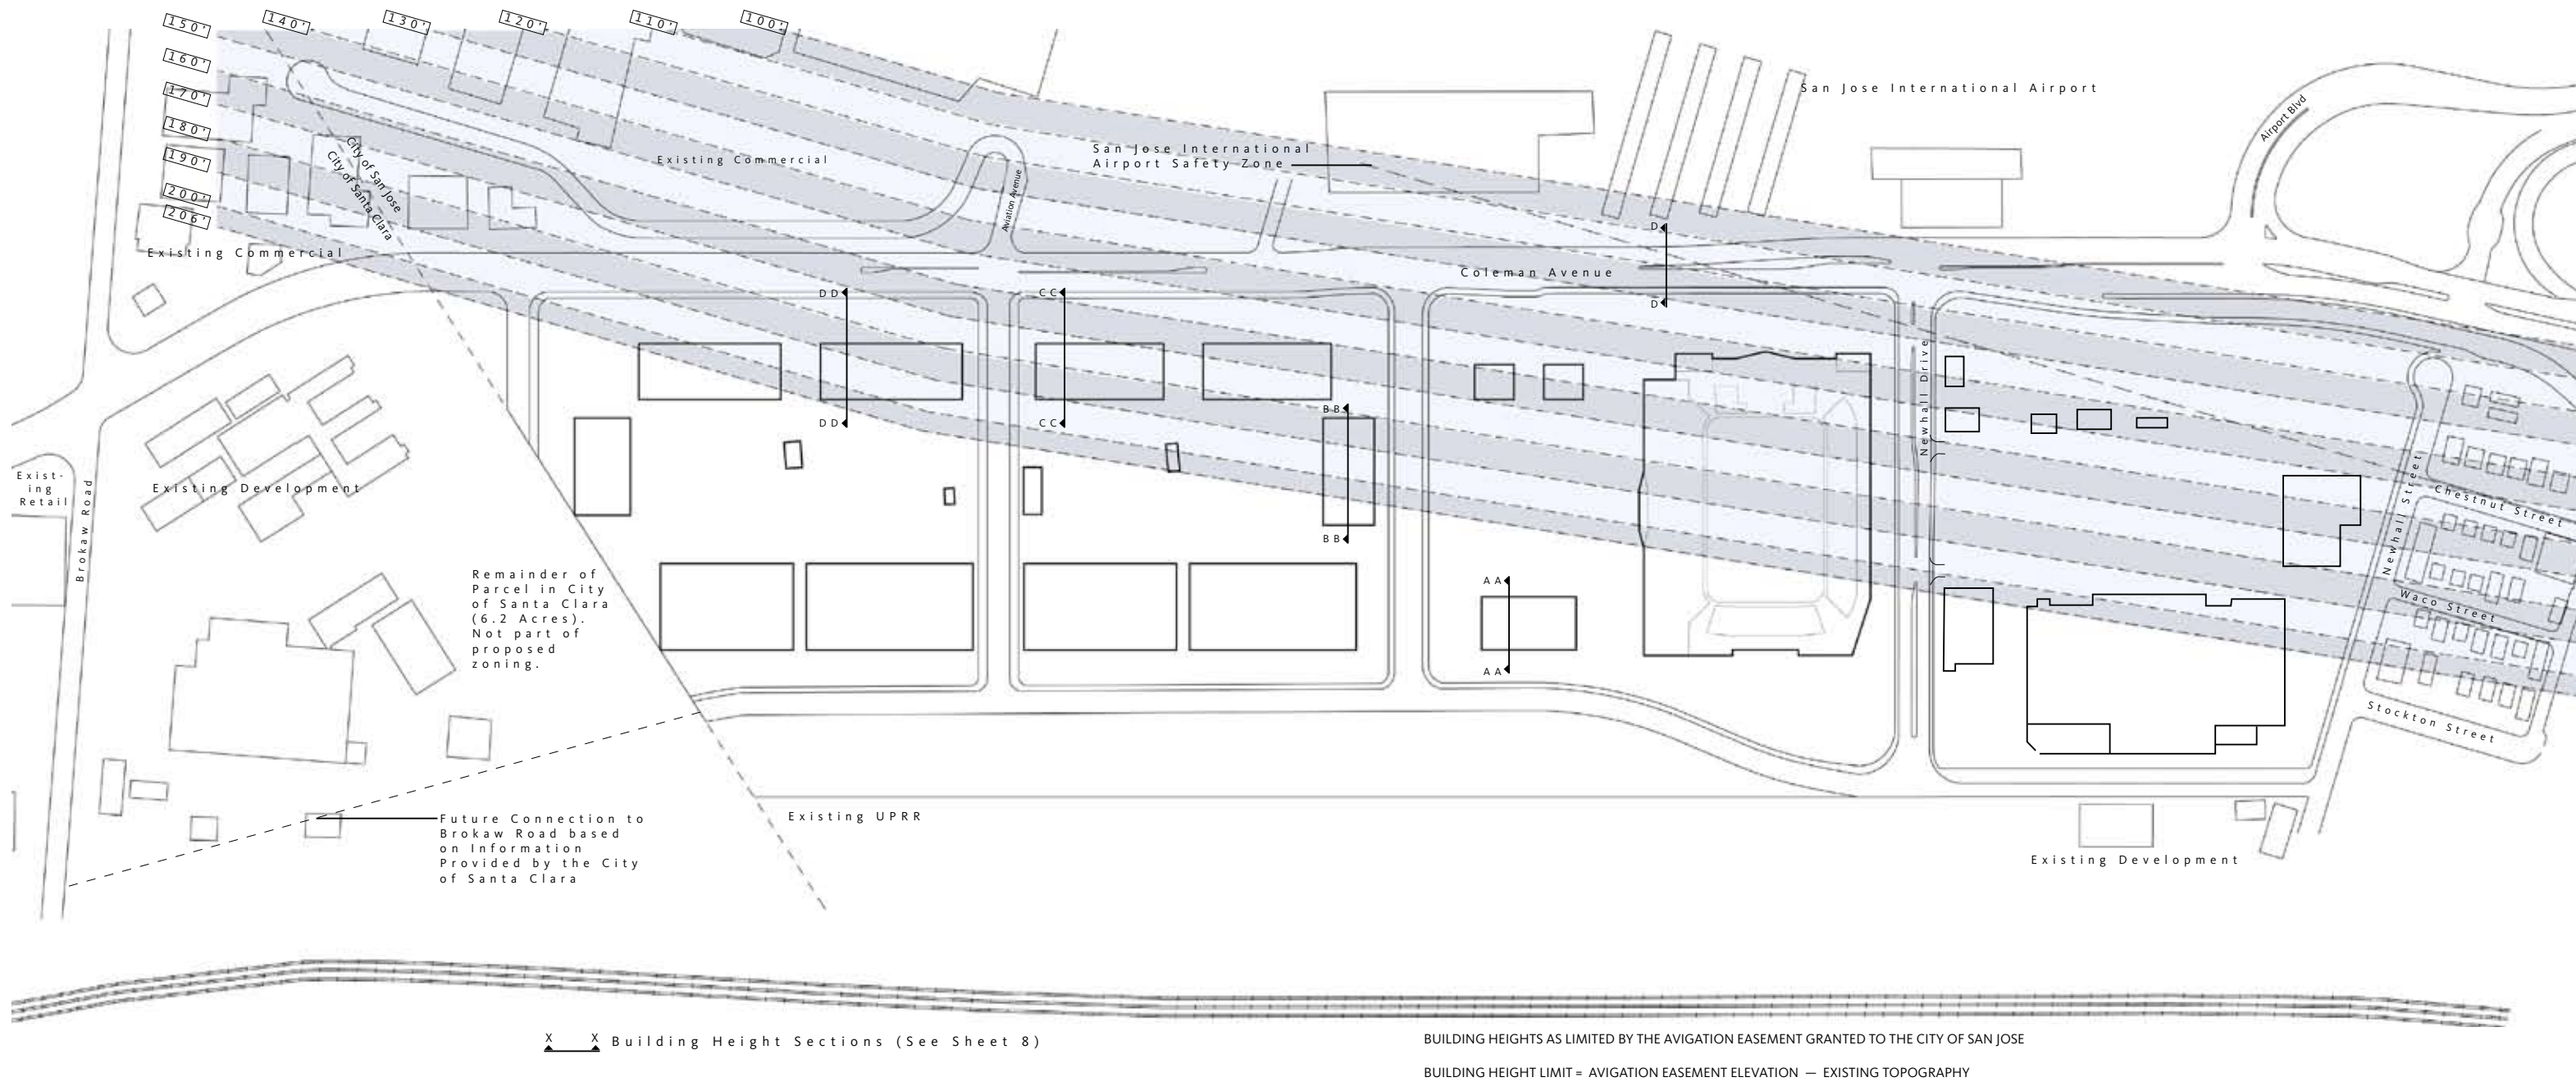 150'
140'
130'
120'
110'
100'
160'
170'
180'
190'
200'
206'
San Jose International Airport
Airport Blvd
City of San Jose
City of Santa Clara
Existing Commercial
San Jose International
Airport Safety Zone
Aviation Avenue
Existing Commercial
D
Coleman Avenue
D
DD
CC
DD
CC
BB
BB
Newhall Drive
Exist-
ing
Retail
Existing Development
Brokaw Road
Newhall Street
Chestnut Street
Waco Street
Stockton Street
AA
AA
Remainder of
Parcel in City
of Santa Clara
(6.2 Acres).
Not part of
proposed
zoning.
Future Connection to
Brokaw Road based
on Information
Provided by the City
of Santa Clara
Existing UPRR
Existing Development
X X Building Height Sections (See Sheet 8)
BUILDING HEIGHTS AS LIMITED BY THE AVIGATION EASEMENT GRANTED TO THE CITY OF SAN JOSE
BUILDING HEIGHT LIMIT = AVIGATION EASEMENT ELEVATION — EXISTING TOPOGRAPHY